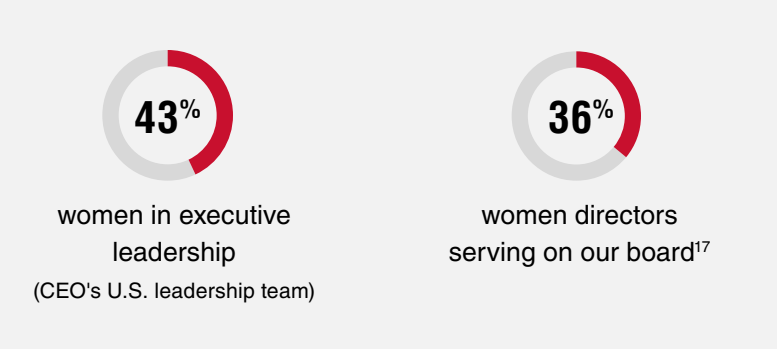 43%
women in executive
leadership
(CEO's U.S. leadership team)
36%
women directors
serving on our board17